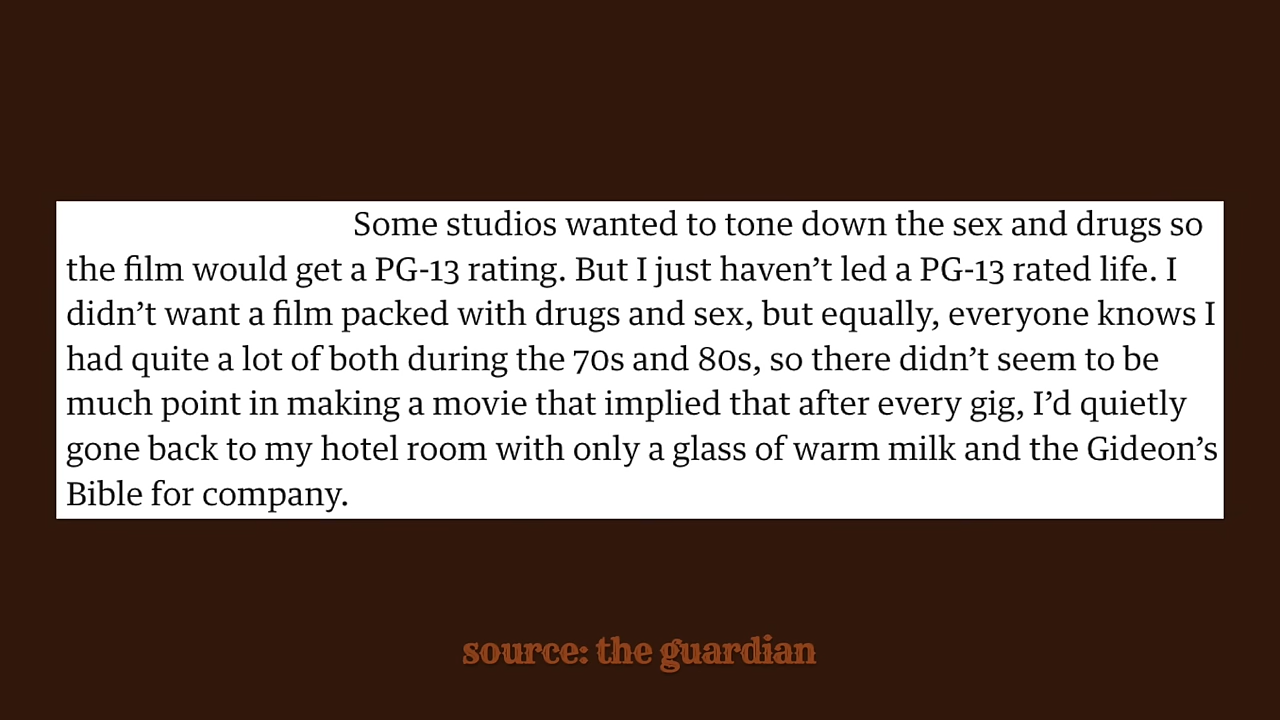 Some studios wanted to tone down the sex and drugs so
the film would get a PG-13 rating. But I just haven’t led a PG-13 rated life. I
didn’t want a film packed with drugs and sex, but equally, everyone knows I
had quite a lot of both during the 70s and 80s, so there didn’t seem to be
much point in making a movie that implied that after every gig, I’d quietly
gone back to my hotel room with only a glass of warm milk and the Gideon’s
Bible for company.
source: the guardian